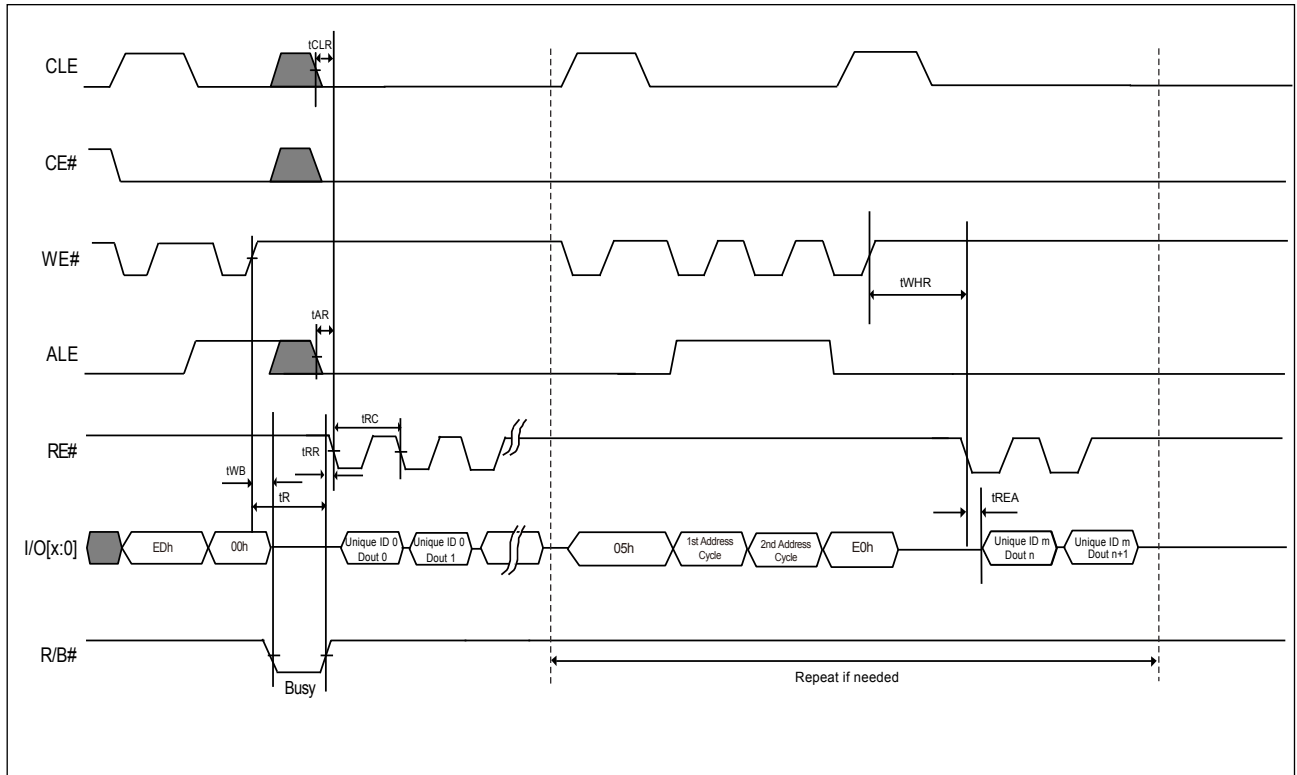 tCLR
CLE
CE#
WE#
tWHR
tAR
ALE
tRC
RE#
tRR
tWB
tR
tREA
I/O[x:0]
EDh
00h
Unique ID 0
Dout 0
Unique ID 0
Dout 1
05h
1st Address
Cycle
2nd Address
Cycle
E0h
Unique ID m
Dout n
Unique ID m
Dout n+1
R/B#
Busy
Repeat if needed